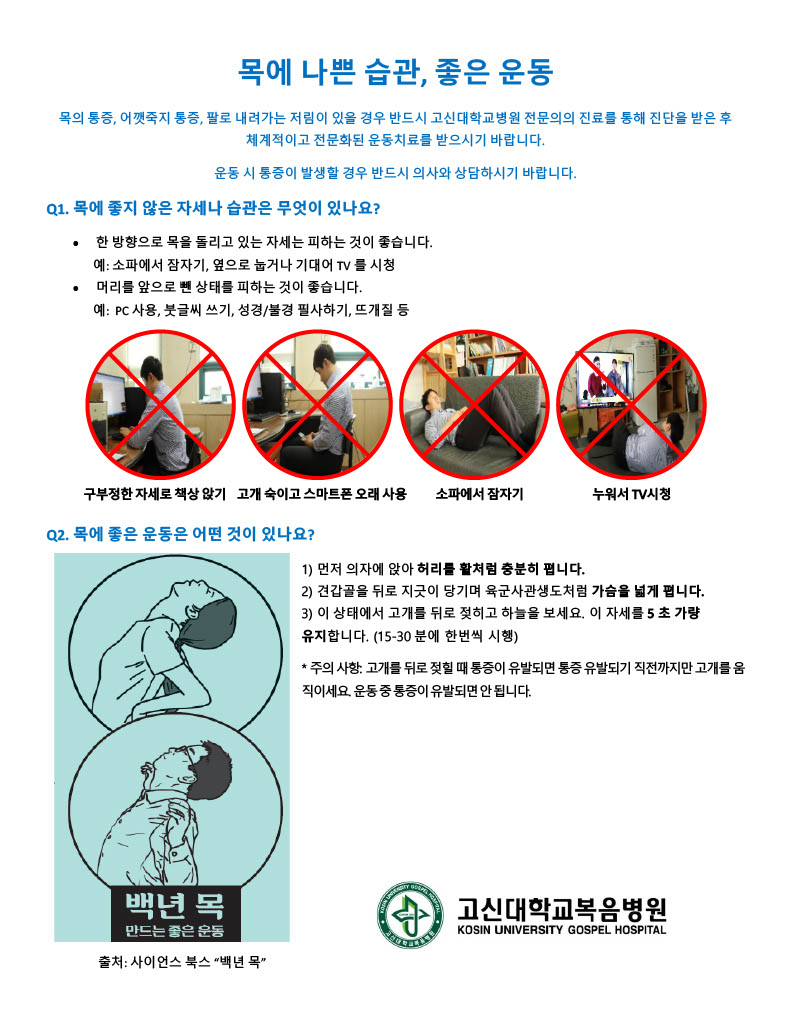 목에 나쁜 습관, 좋은 운동
목의 통증, 어깻죽지 통증, 팔로 내려가는 저림이 있을 경우 반드시 고신대학교병원 전문의의 진료를 통해 진단을 받은 후
체계적이고 전문화된 운동치료를 받으시기 바랍니다.
운동 시 통증이 발생할 경우 반드시 의사와 상담하시기 바랍니다.
Q1. 목에 좋지 않은 자세나 습관은 무엇이 있나요?
• 한 방향으로 목을 돌리고 있는 자세는 피하는 것이 좋습니다.
예: 소파에서 잠자기, 옆으로 눕거나 기대어 TV 를 시청
• 머리를 앞으로 뺀 상태를 피하는 것이 좋습니다.
예: PC 사용, 붓글씨 쓰기, 성경/불경 필사하기, 뜨개질 등
구부정한 자세로 책상 앉기 고개 숙이고 스마트폰 오래 사용 소파에서 잠자기 누워서 TV시청
Q2. 목에 좋은 운동은 어떤 것이 있나요?
1) 먼저 의자에 앉아 허리를 활처럼 충분히 폅니다.
2) 견갑골을 뒤로 지긋이 당기며 육군사관생도처럼 가슴을 넓게 폅니다.
3) 이 상태에서 고개를 뒤로 젖히고 하늘을 보세요. 이 자세를 5 초 가량
유지합니다. (15-30 분에 한번씩 시행)
* 주의 사항: 고개를 뒤로 젖힐 때 통증이 유발되면 통증 유발되기 직전까지만 고개를 움
직이세요. 운동 중 통증이 유발되면 안 됩니다.
백년 목
만드는 좋은 운동
출처: 사이언스 북스 “백년 목”
KOSIN UNIVERSITY GOSPEL HOSPITAL
고신대학교복음병원
고신대학교복음병원
KOSIN UNIVERSITY GOSPEL HOSPITAL